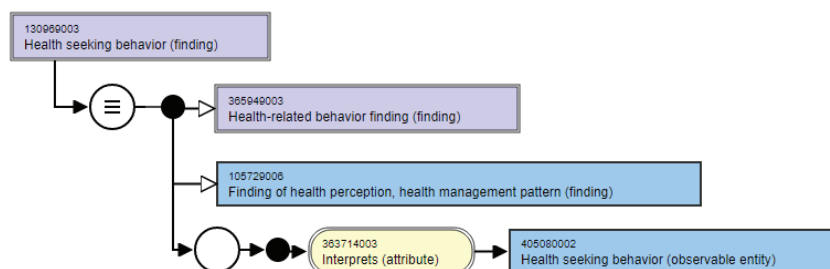 130969003
Health seeking behavior (finding)
365949003
Health-related behavior finding (finding)
105729006
Finding of health perception, health management pattern (finding)
363714003
Interprets (attribute)
405080002
Health seeking behavior (observable entity)